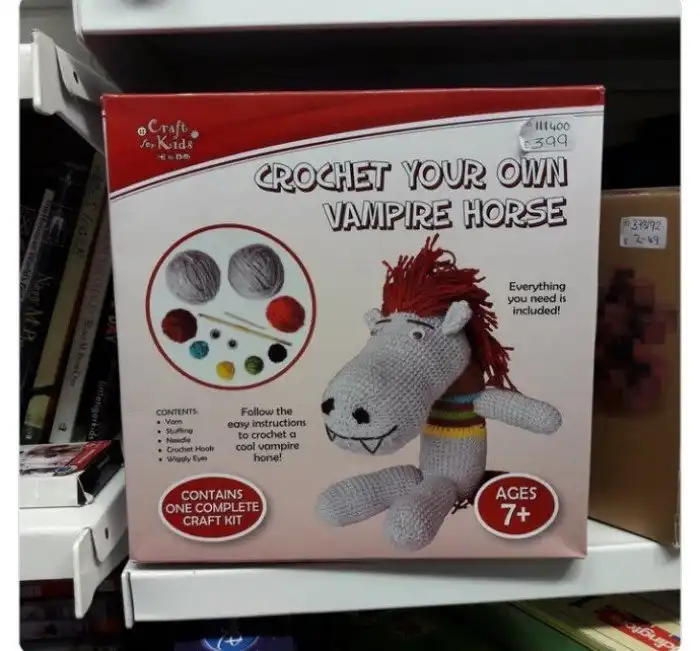 Craft
for Kids
111400
£399
CROCHET YOUR OWN
VAMPIRE HORSE
Everything
you need is
included!
CONTENTS:
• Yarn
• Stuffing
• Needle
• Crochet Hook
• Wiggly Eyes
Follow the
easy instructions
to crochet a
cool vampire
horse!
CONTAINS
ONE COMPLETE
CRAFT KIT
AGES
7+